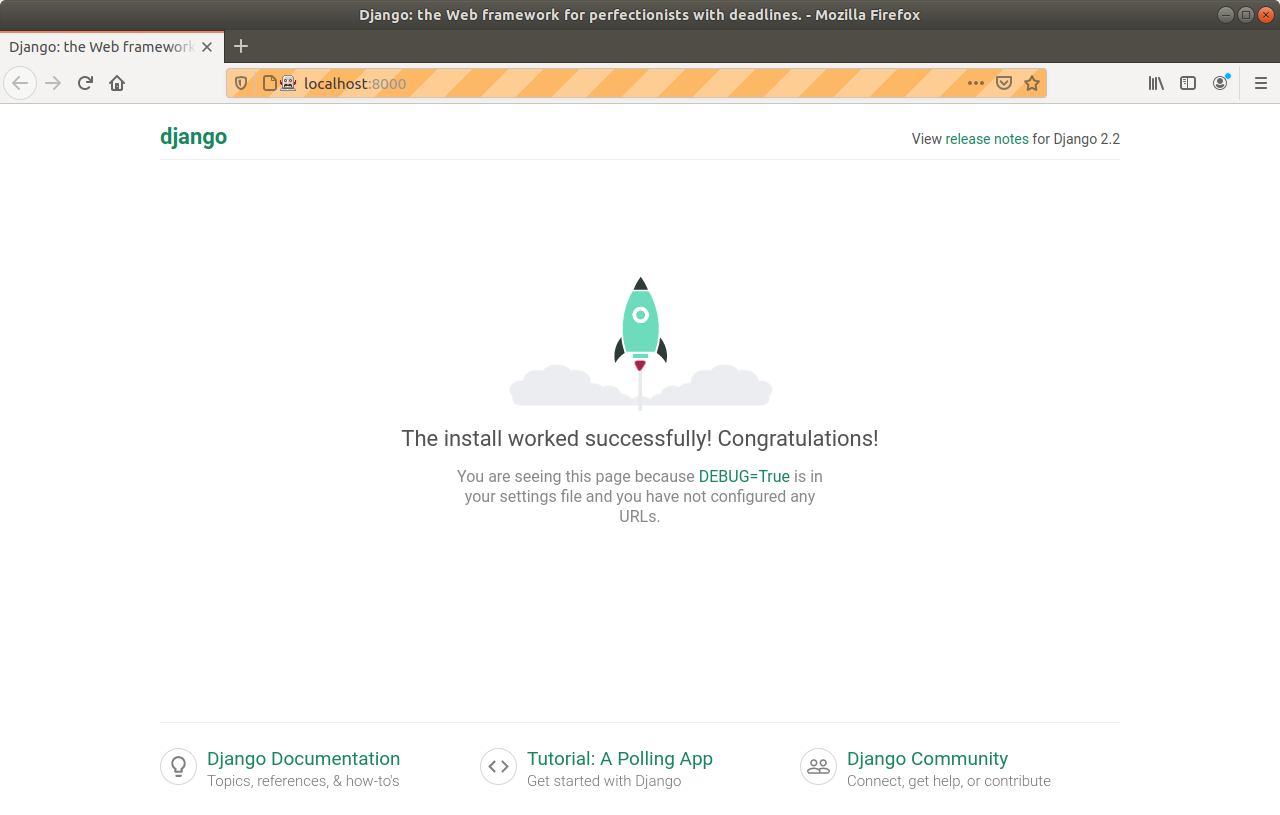 Django: the Web framework for perfectionists with deadlines. - Mozilla Firefox
Django: the Web framework
localhost:8000
django
View release notes for Django 2.2
The install worked successfully! Congratulations!
You are seeing this page because DEBUG=True is in
your settings file and you have not configured any
URLs.
Django Documentation
Topics, references, & how-to's
Tutorial: A Polling App
Get started with Django
Django Community
Connect, get help, or contribute